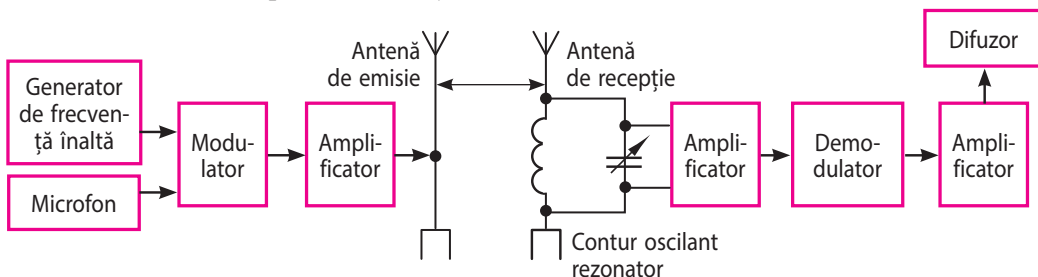 Generator
de frecven-
ță înaltă
Microfon
Modu-
lator
Ampli-
ficator
Antenă
de emisie
Antenă
de recepție
Contur oscilant
rezonator
Ampli-
ficator
Demo-
dulator
Ampli-
ficator
Difuzor